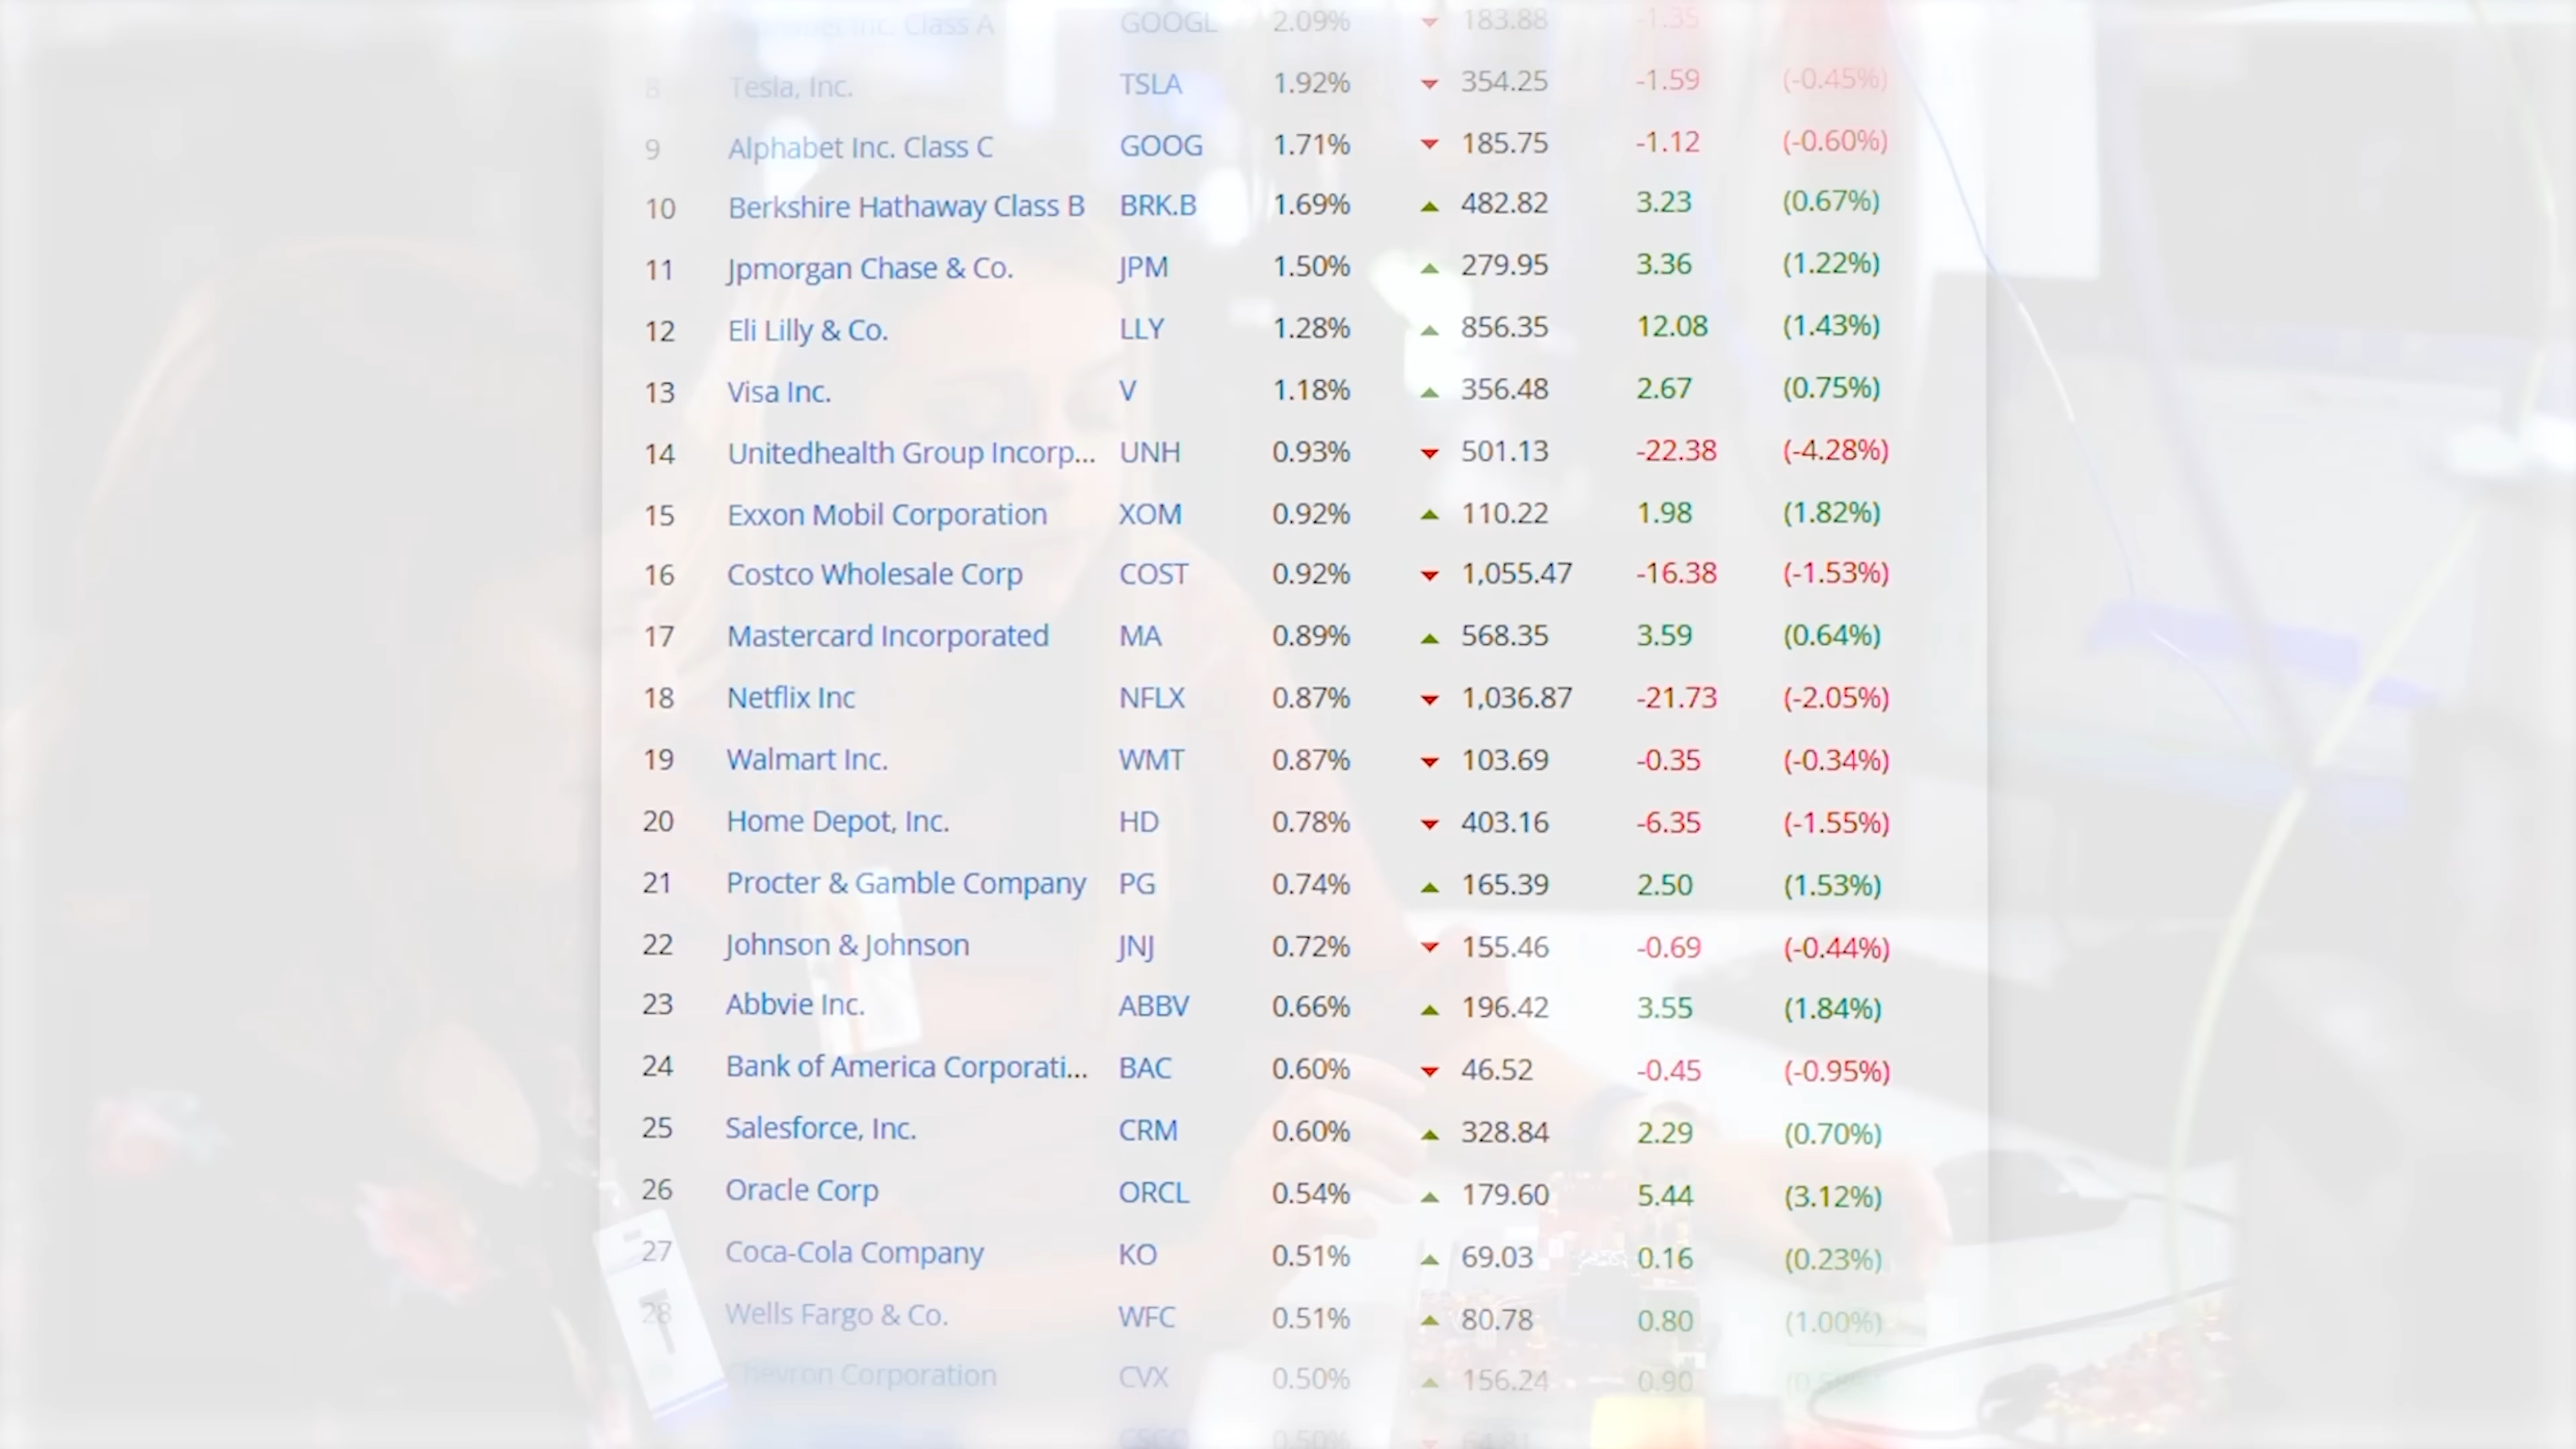 Inc. Class A GOOGL 2.09% 183.88 -1.35
8 Tesla, Inc. TSLA 1.92% 354.25 -1.59 (-0.45%)
9 Alphabet Inc. Class C GOOG 1.71% 185.75 -1.12 (-0.60%)
10 Berkshire Hathaway Class B BRK.B 1.69% 482.82 3.23 (0.67%)
11 Jpmorgan Chase & Co. JPM 1.50% 279.95 3.36 (1.22%)
12 Eli Lilly & Co. LLY 1.28% 856.35 12.08 (1.43%)
13 Visa Inc. V 1.18% 356.48 2.67 (0.75%)
14 Unitedhealth Group Incorp... UNH 0.93% 501.13 -22.38 (-4.28%)
15 Exxon Mobil Corporation XOM 0.92% 110.22 1.98 (1.82%)
16 Costco Wholesale Corp COST 0.92% 1,055.47 -16.38 (-1.53%)
17 Mastercard Incorporated MA 0.89% 568.35 3.59 (0.64%)
18 Netflix Inc NFLX 0.87% 1,036.87 -21.73 (-2.05%)
19 Walmart Inc. WMT 0.87% 103.69 -0.35 (-0.34%)
20 Home Depot, Inc. HD 0.78% 403.16 -6.35 (-1.55%)
21 Procter & Gamble Company PG 0.74% 165.39 2.50 (1.53%)
22 Johnson & Johnson JNJ 0.72% 155.46 -0.69 (-0.44%)
23 Abbvie Inc. ABBV 0.66% 196.42 3.55 (1.84%)
24 Bank of America Corporati... BAC 0.60% 46.52 -0.45 (-0.95%)
25 Salesforce, Inc. CRM 0.60% 328.84 2.29 (0.70%)
26 Oracle Corp ORCL 0.54% 179.60 5.44 (3.12%)
27 Coca-Cola Company KO 0.51% 69.03 0.16 (0.23%)
28 Wells Fargo & Co. WFC 0.51% 80.78 0.80 (1.00%)
Chevron Corporation CVX 0.50% 156.24 0.90
CSCO 0.50%